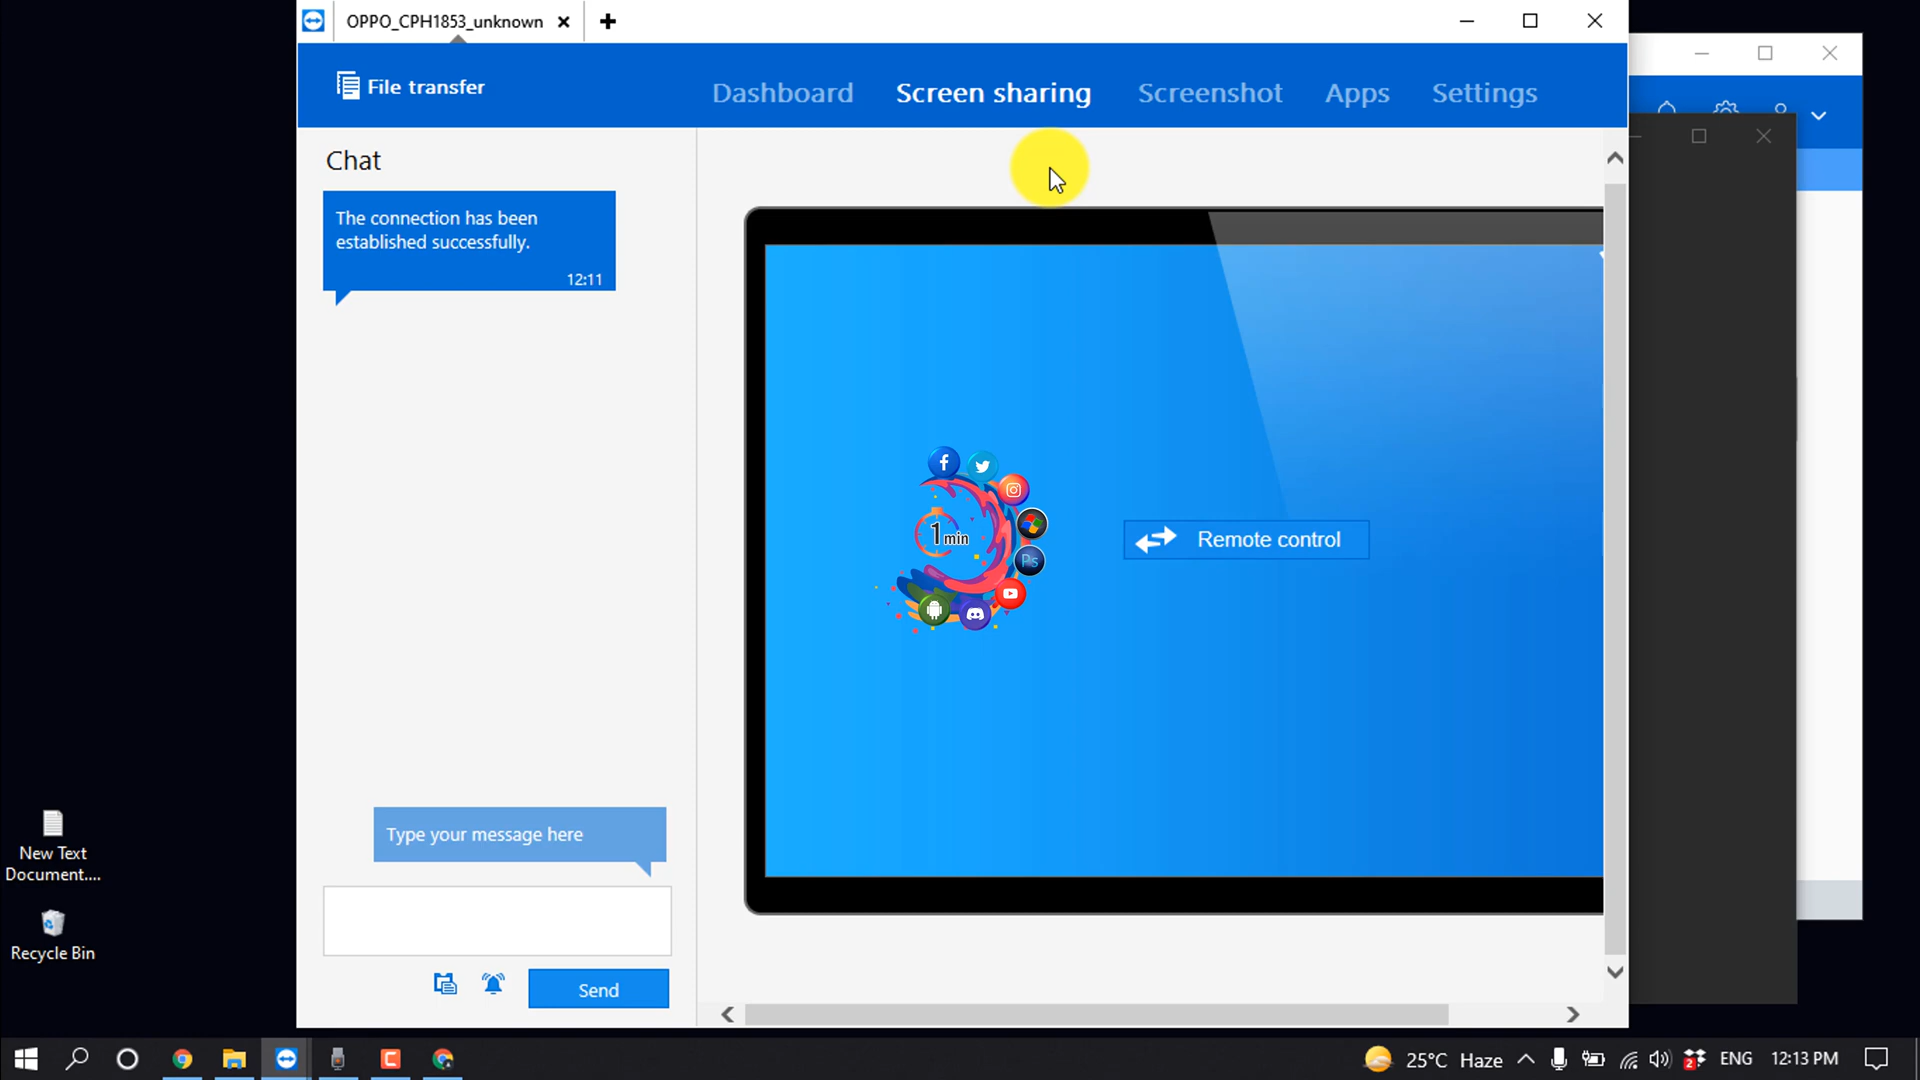 OPPO_CPH1853_unknown
File transfer
Dashboard
Screen sharing
Screenshot
Apps
Settings
Chat
The connection has been
established successfully.
12:11
1 min
Ps
Remote control
Type your message here
Send
New Text
Document....
Recycle Bin
25°C Haze
2
ENG
12:13 PM